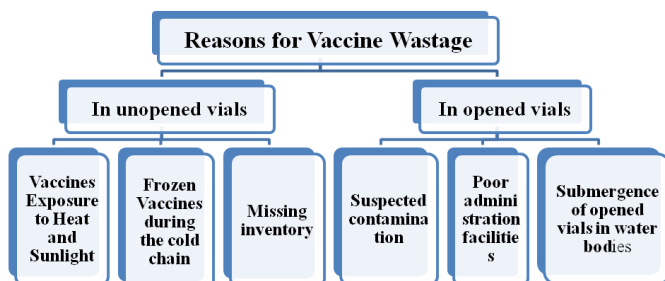 Reasons for Vaccine Wastage
In unopened vials
In opened vials
Vaccines
Exposure
to Heat
and
Sunlight
Frozen
Vaccines
during
the cold
chain
Missing
inventory
Suspected
contamina
tion
Poor
admini
stration
facilitie
s
Submergence
of opened
vials in water
bodies